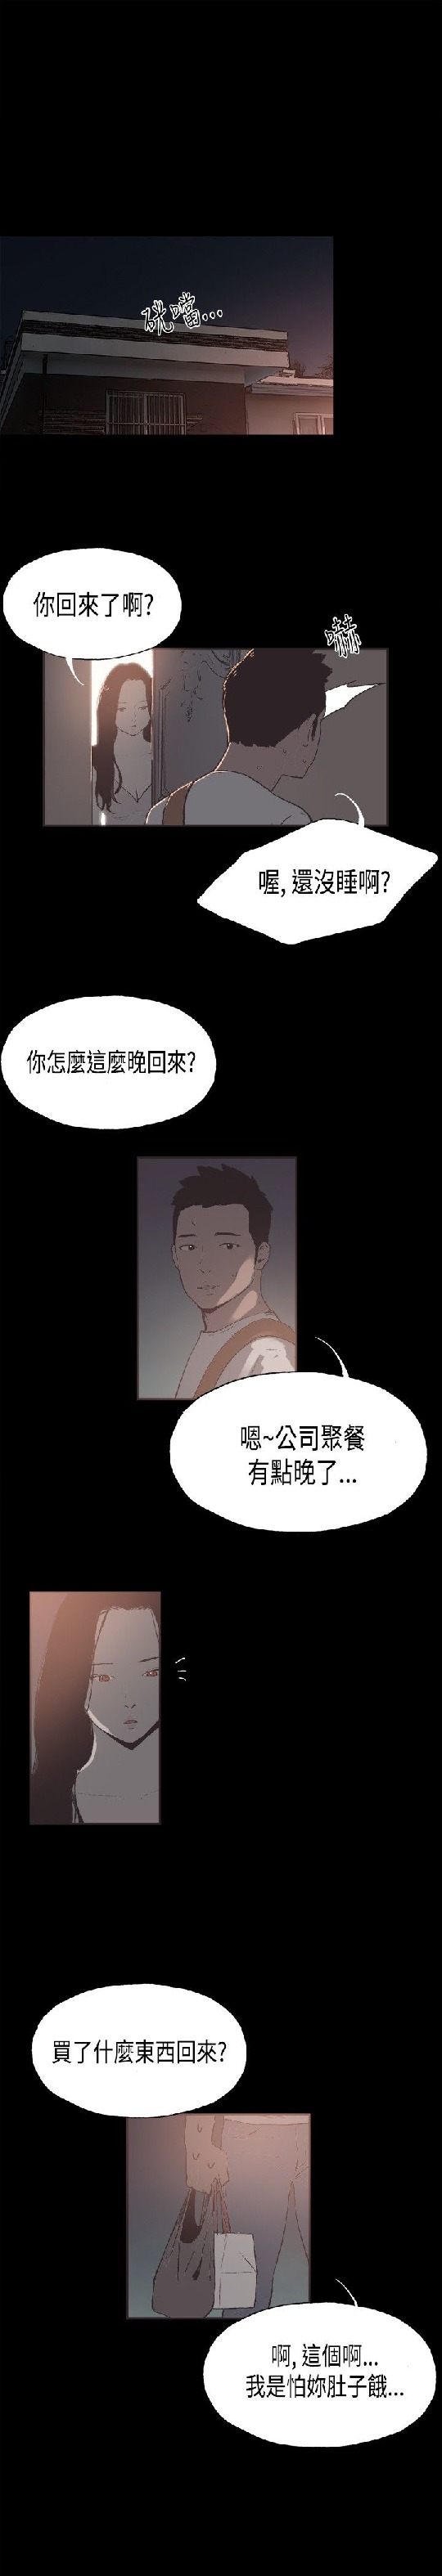 硄噹...
你回來了啊?
嚇
喔, 還沒睡啊?
你怎麼這麼晚回來?
嗯~公司聚餐
有點晚了...
買了什麼東西回來?
啊, 這個啊...
我是怕妳肚子餓...